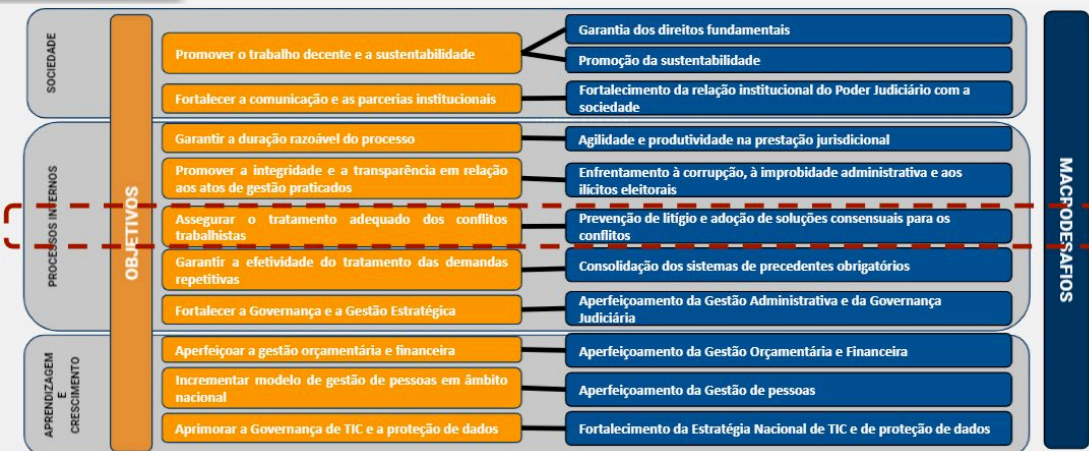 SOCIEDADE
OBJETIVOS
Promover o trabalho decente e a sustentabilidade
Garantia dos direitos fundamentais
Promoção da sustentabilidade
Fortalecer a comunicação e as parcerias institucionais
Fortalecimento da relação institucional do Poder Judiciário com a
sociedade
MACRODESAFIOS
PROCESSOS INTERNOS
Garantir a duração razoável do processo
Agilidade e produtividade na prestação jurisdicional
Promover a integridade e a transparência em relação
aos atos de gestão praticados
Enfrentamento à corrupção, à improbidade administrativa e aos
ilícitos eleitorais
Assegurar o tratamento adequado dos conflitos
trabalhistas
Prevenção de litígio e adoção de soluções consensuais para os
conflitos
Garantir a efetividade do tratamento das demandas
repetitivas
Consolidação dos sistemas de precedentes obrigatórios
Fortalecer a Governança e a Gestão Estratégica
Aperfeiçoamento da Gestão Administrativa e da Governança
Judiciária
APRENDIZAGEM
E
CRESCIMENTO
Aperfeiçoar a gestão orçamentária e financeira
Aperfeiçoamento da Gestão Orçamentária e Financeira
Incrementar modelo de gestão de pessoas em âmbito
nacional
Aperfeiçoamento da Gestão de pessoas
Aprimorar a Governança de TIC e a proteção de dados
Fortalecimento da Estratégia Nacional de TIC e de proteção de dados